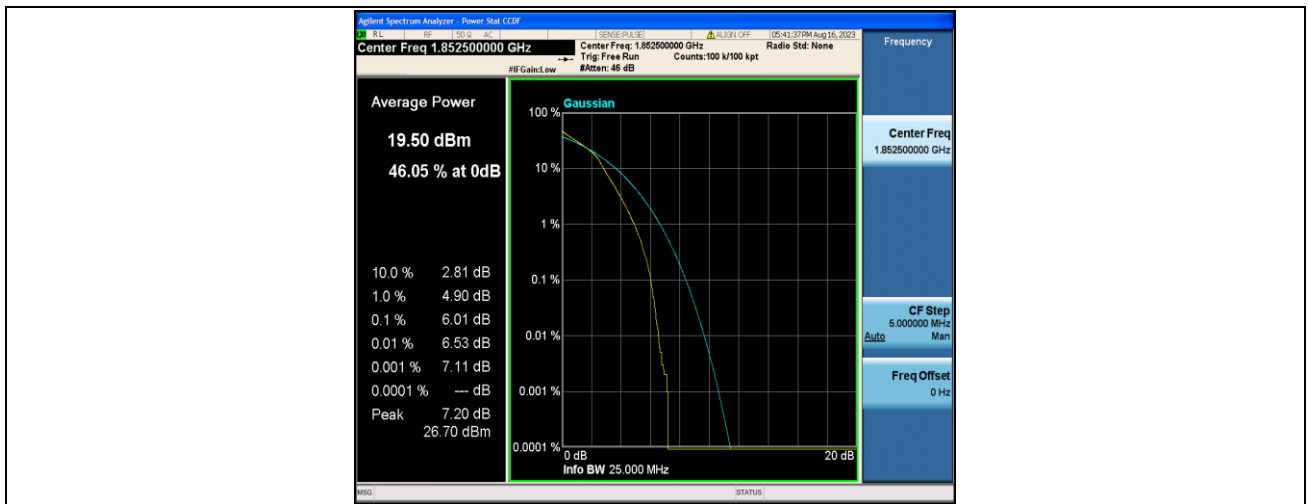 Agilent Spectrum Analyzer - Power Stat CCDF
RL RF 50 Ω AC SENSE:PULSE ALIGN OFF 05:41:37 PM Aug 16, 2023
Center Freq 1.852500000 GHz
Center Freq: 1.852500000 GHz Radio Std: None
Trig: Free Run Counts:100 k/100 kpt
#IFGain:Low #Atten: 46 dB
Frequency
Average Power
19.50 dBm
46.05 % at 0dB
10.0 % 2.81 dB
1.0 % 4.90 dB
0.1 % 6.01 dB
0.01 % 6.53 dB
0.001 % 7.11 dB
0.0001 % --- dB
Peak 7.20 dB
26.70 dBm
Gaussian
100 %
10 %
1 %
0.1 %
0.01 %
0.001 %
0.0001 %
0 dB 20 dB
Info BW 25.000 MHz
Center Freq
1.852500000 GHz
CF Step
5.000000 MHz
Auto Man
Freq Offset
0 Hz
MSG STATUS